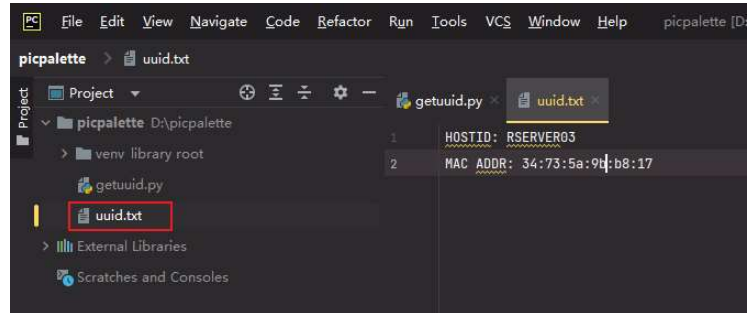 PC File Edit View Navigate Code Refactor Run Tools VCS Window Help picpalette [D:
picpalette uuid.txt
Project
Project
getuuid.py uuid.txt
picpalette D:\picpalette
1 HOSTID: RSERVER03
venv library root
2 MAC ADDR: 34:73:5a:9b:b8:17
getuuid.py
uuid.txt
External Libraries
Scratches and Consoles